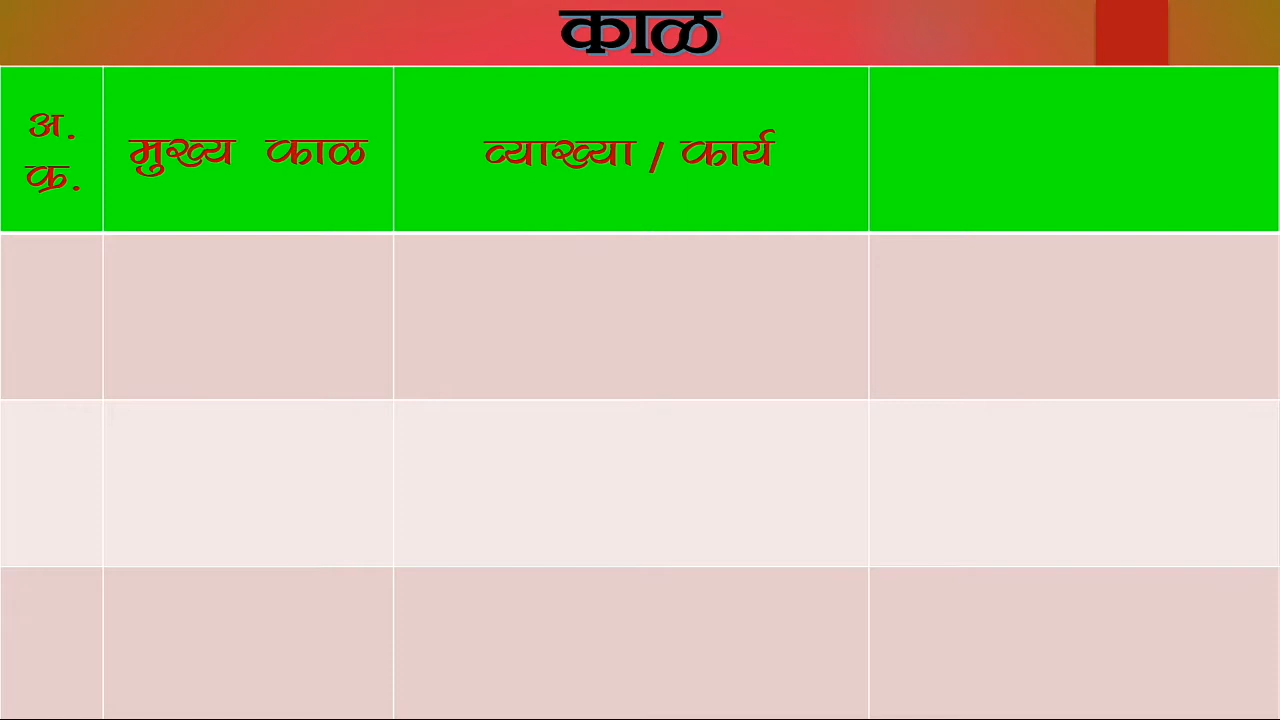 काळ
अ.
क्र.
मुख्य काळ
व्याख्या / कार्य